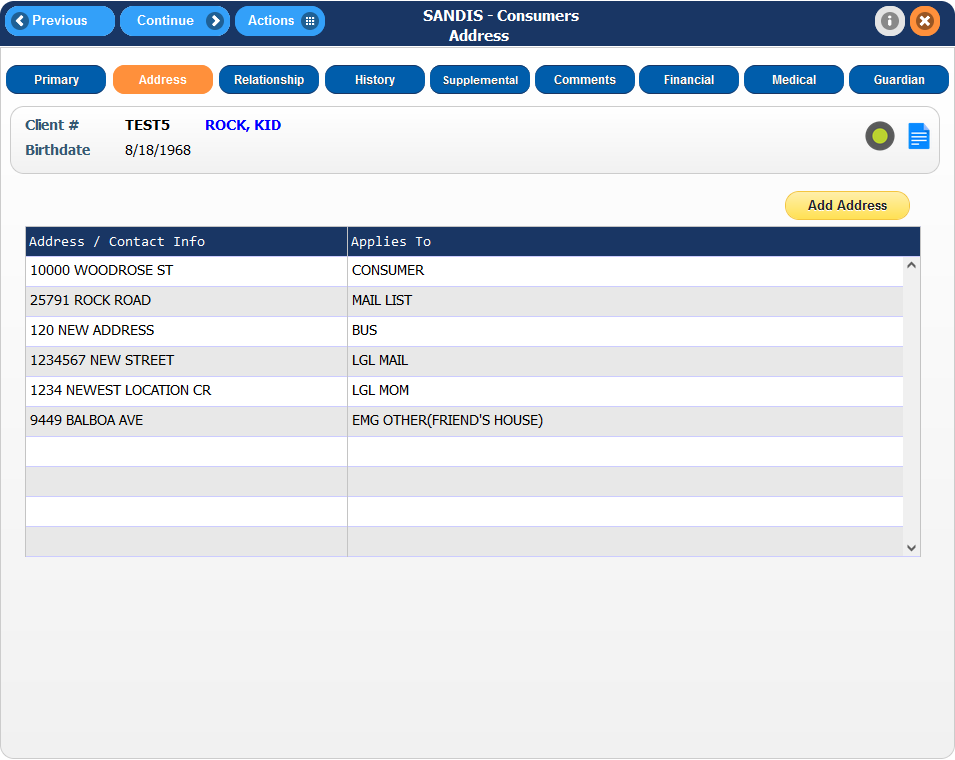 Previous Continue Actions SANDIS - Consumers
Address
Primary Address Relationship History Supplemental Comments Financial Medical Guardian
Client # TEST5 ROCK, KID
Birthdate 8/18/1968
Add Address
Address / Contact Info Applies To
10000 WOODROSE ST CONSUMER
25791 ROCK ROAD MAIL LIST
120 NEW ADDRESS BUS
1234567 NEW STREET LGL MAIL
1234 NEWEST LOCATION CR LGL MOM
9449 BALBOA AVE EMG OTHER(FRIEND'S HOUSE)